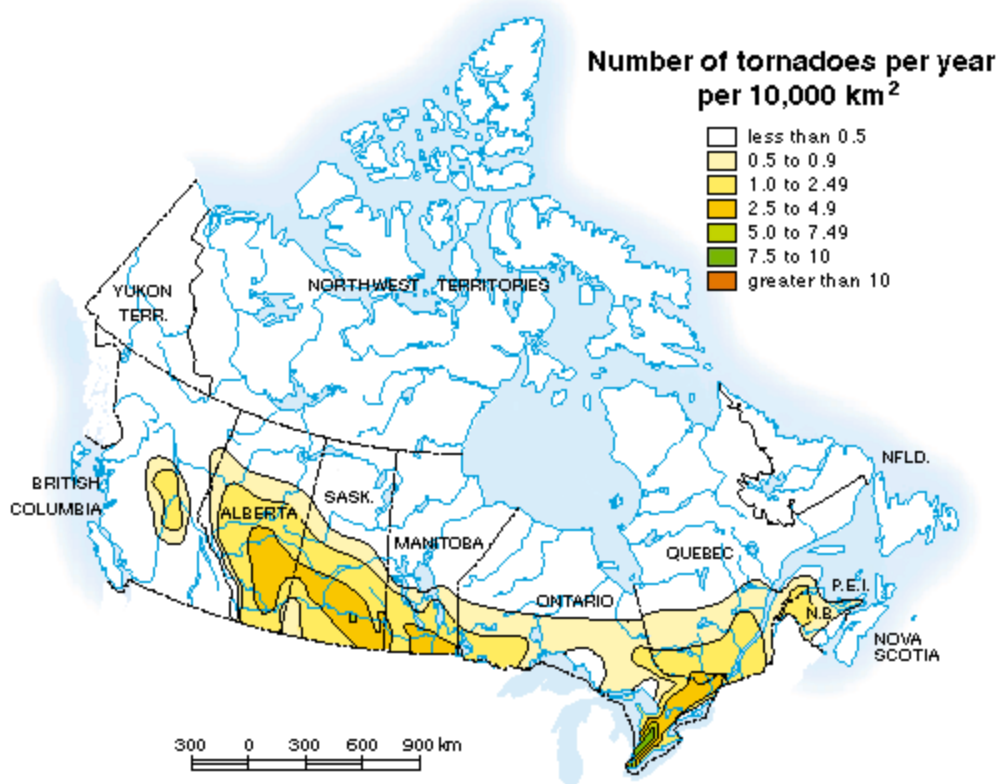 Number of tornadoes per year
per 10,000 km2
less than 0.5
0.5 to 0.9
1.0 to 2.49
2.5 to 4.9
5.0 to 7.49
7.5 to 10
greater than 10
YUKON
TERR.
NORTHWEST TERRITORIES
BRITISH
COLUMBIA
ALBERTA
SASK.
MANITOBA
ONTARIO
QUEBEC
NFLD.
P.E.I.
N.B.
NOVA
SCOTIA
300 0 300 600 900 km